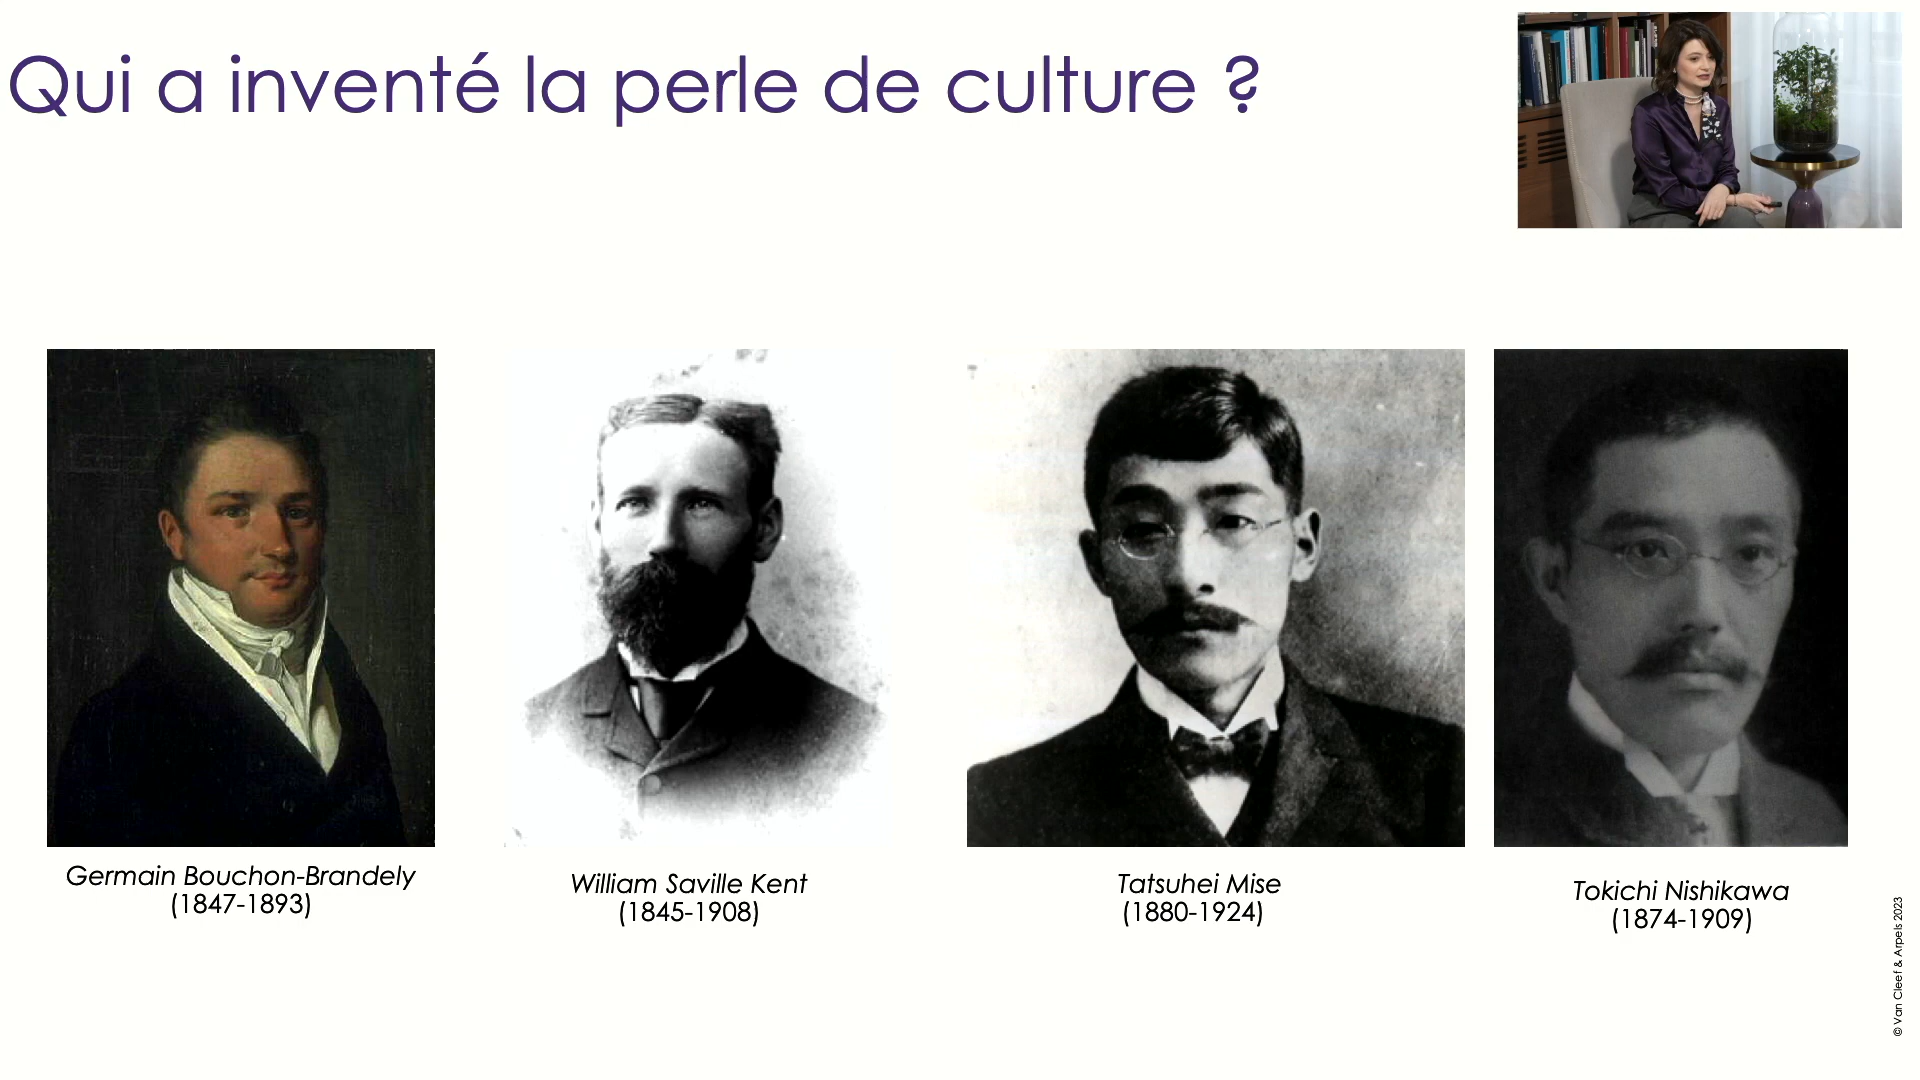 Qui a inventé la perle de culture ?
Germain Bouchon-Brandely
(1847-1893)
William Saville Kent
(1845-1908)
Tatsuhei Mise
(1880-1924)
Tokichi Nishikawa
(1874-1909)
© Van Cleef & Arpels 2023